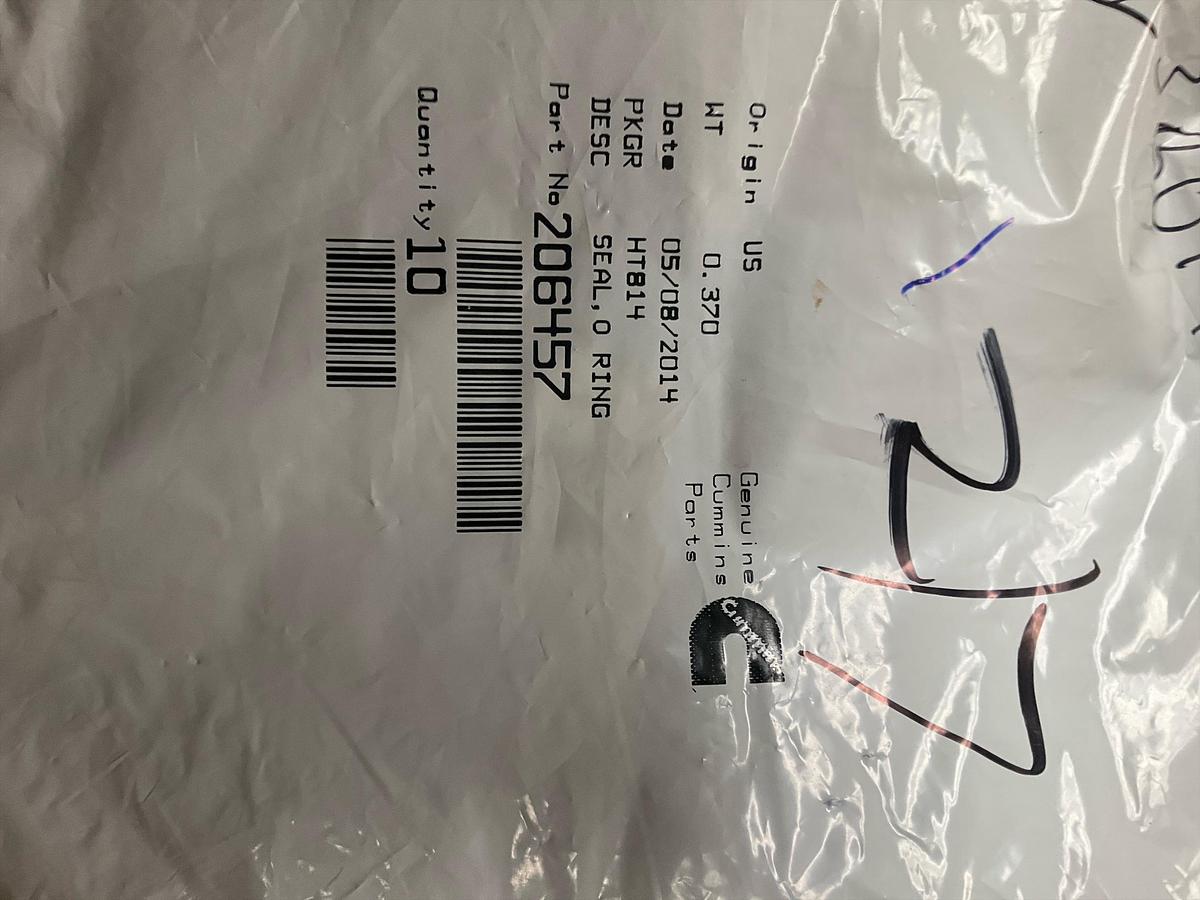 217
Origin US
WT 0.370
Date 05/08/2014
PKGR HT814
DESC SEAL,O RING
Part No 206457
Quantity 10
Genuine
Cummins
Parts
Cummins